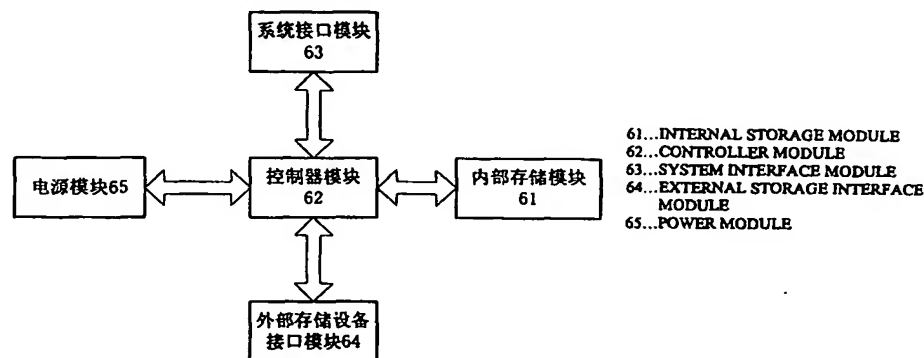 系统接口模块
63
电源模块65
控制器模块
62
内部存储模块
61
外部存储设备
接口模块64
61...INTERNAL STORAGE MODULE
62...CONTROLLER MODULE
63...SYSTEM INTERFACE MODULE
64...EXTERNAL STORAGE INTERFACE
MODULE
65...POWER MODULE